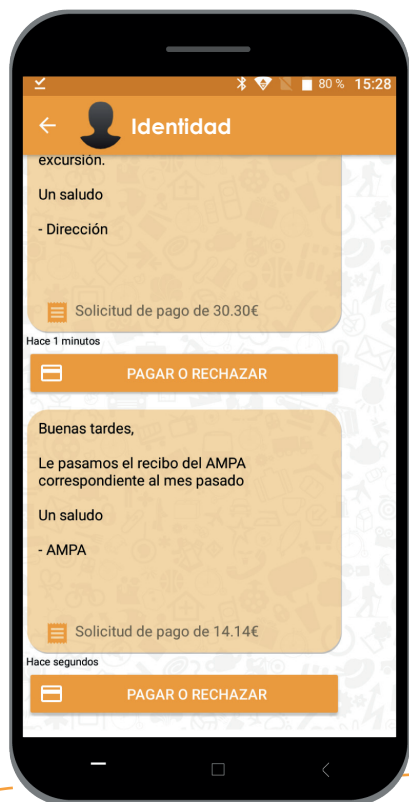 80 % 15:28
Identidad
excursión.
Un saludo
- Dirección
Solicitud de pago de 30.30€
Hace 1 minutos
PAGAR O RECHAZAR
Buenas tardes,
Le pasamos el recibo del AMPA
correspondiente al mes pasado
Un saludo
- AMPA
Solicitud de pago de 14.14€
Hace segundos
PAGAR O RECHAZAR